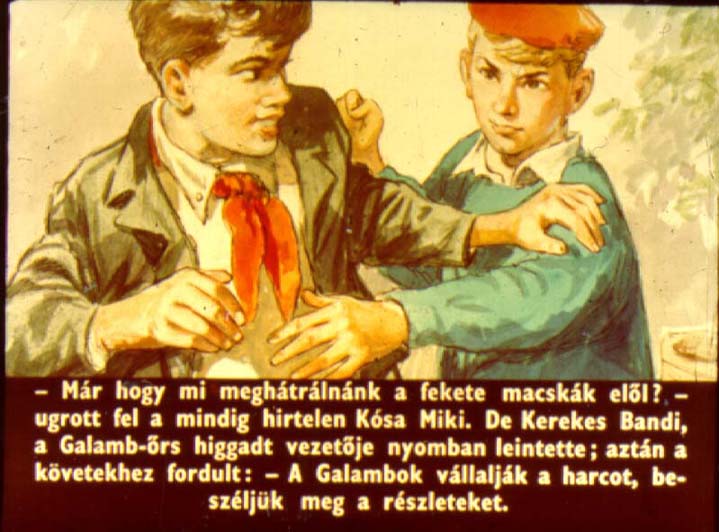 – Már hogy mi meghátrálnánk a fekete macskák elől? –
ugrott fel a mindig hirtelen Kósa Miki. De Kerekes Bandi,
a Galamb-őrs higgadt vezetője nyomban leintette; aztán a
követekhez fordult: – A Galambok vállalják a harcot, be-
széljük meg a részleteket.